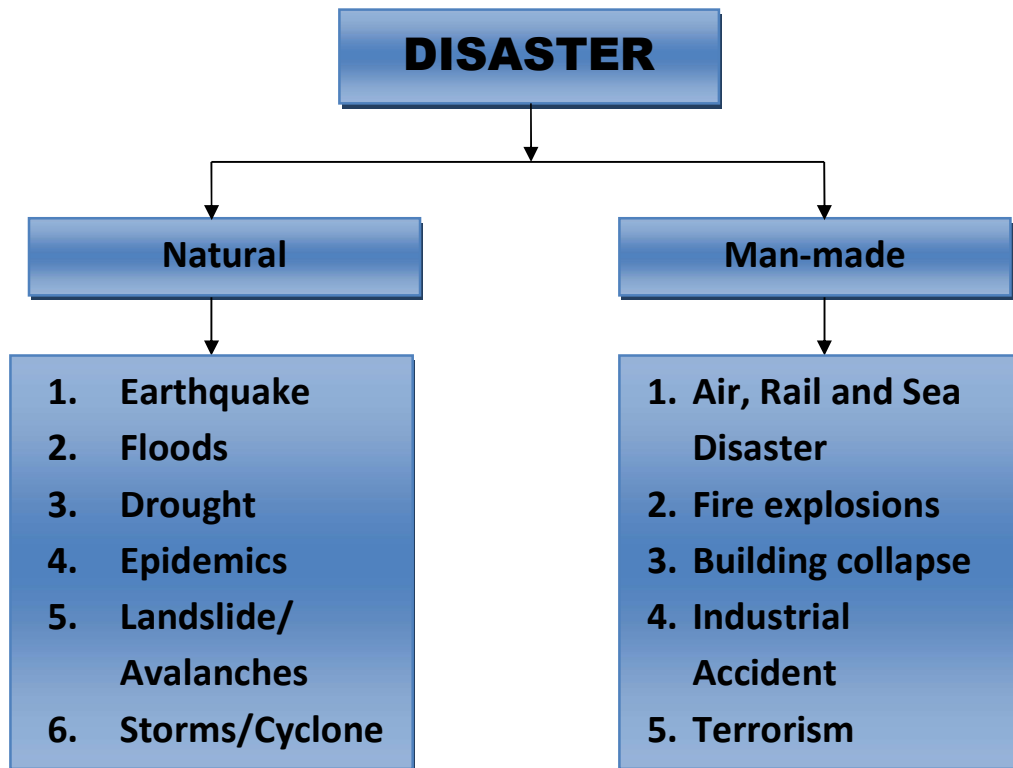 DISASTER
Natural
Man-made
1. Earthquake
2. Floods
3. Drought
4. Epidemics
5. Landslide/
Avalanches
6. Storms/Cyclone
1. Air, Rail and Sea
Disaster
2. Fire explosions
3. Building collapse
4. Industrial
Accident
5. Terrorism